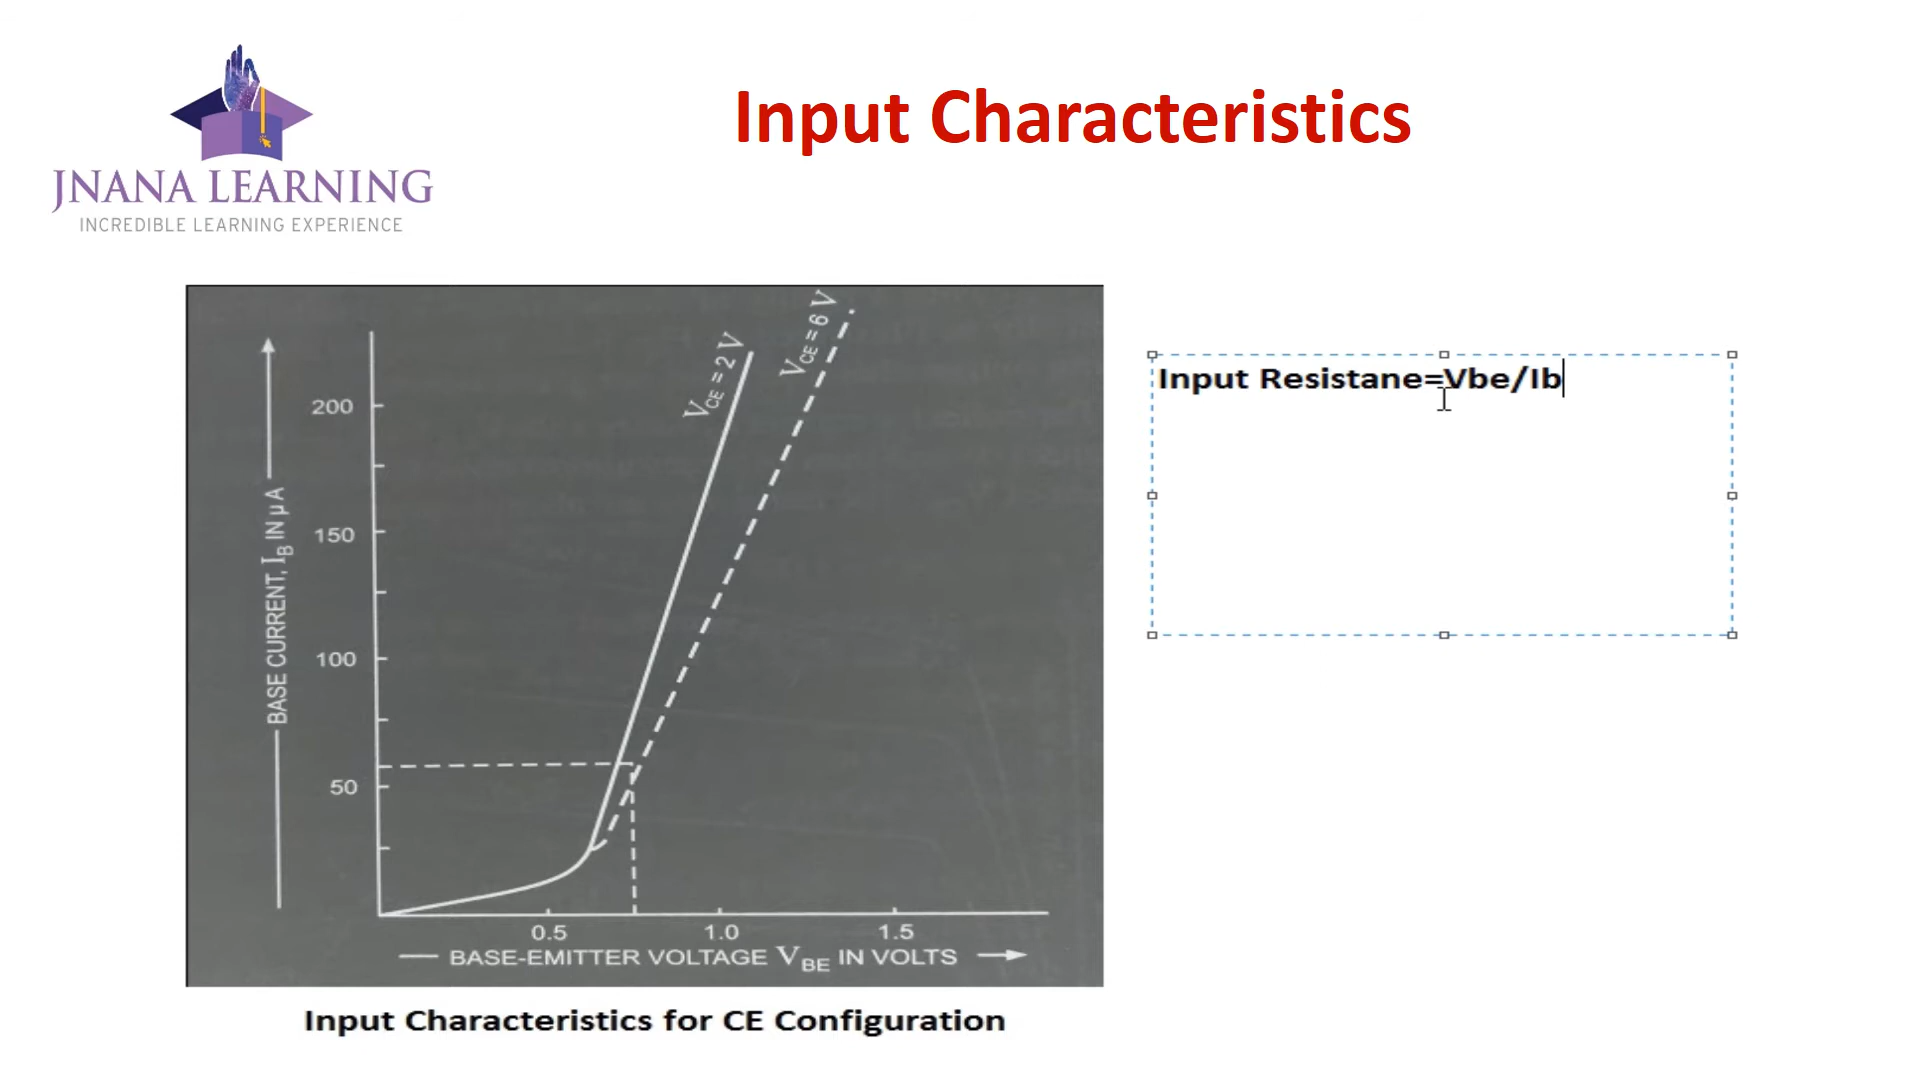 JNANA LEARNING
INCREDIBLE LEARNING EXPERIENCE
Input Characteristics
VCE = 2 V
VCE = 6 V
BASE CURRENT, IB IN µA
200
150
100
50
0.5
1.0
1.5
BASE-EMITTER VOLTAGE VBE IN VOLTS
Input Characteristics for CE Configuration
Input Resistane=Vbe/Ib